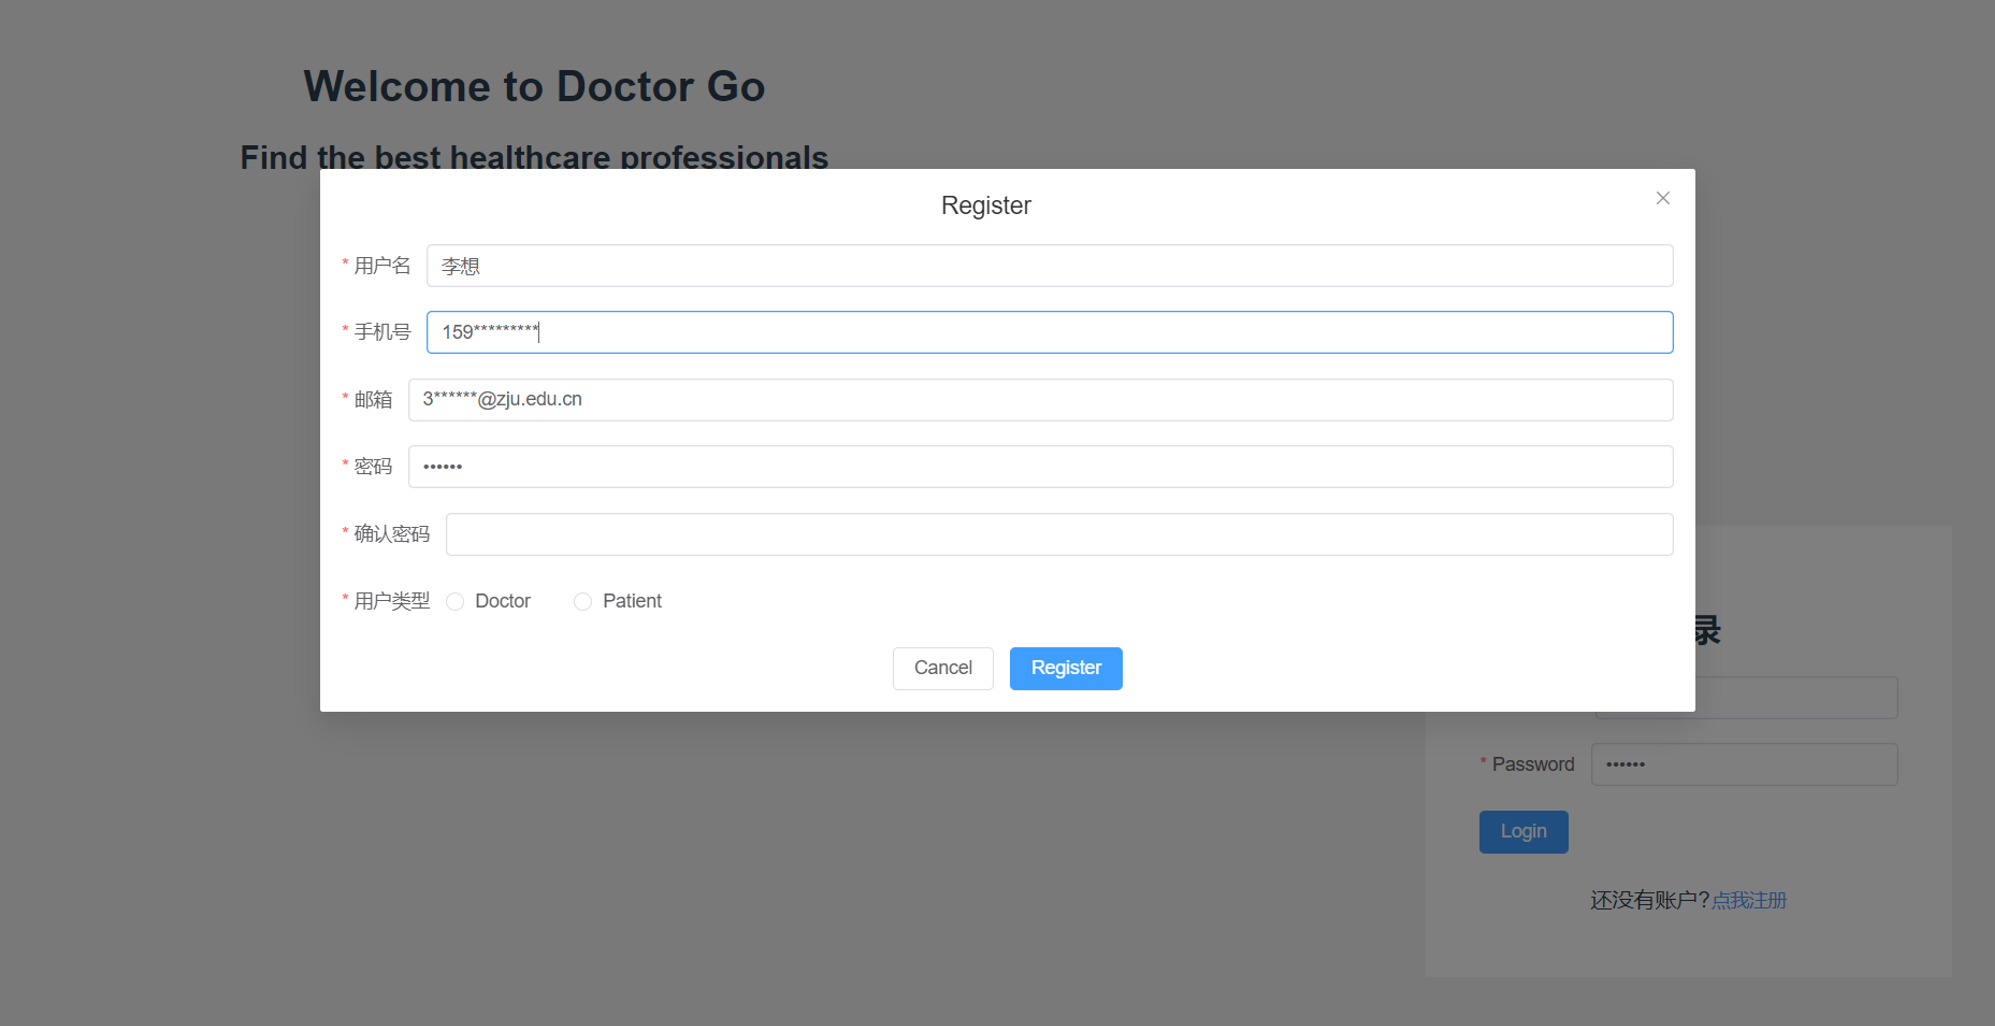 Welcome to Doctor Go
Find the best healthcare professionals
Register
* 用户名 李想
* 手机号 159*********
* 邮箱 3******@zju.edu.cn
* 密码 ••••••
* 确认密码
* 用户类型 Doctor Patient
Cancel Register
录
* Password ••••••
Login
还没有账户?点我注册